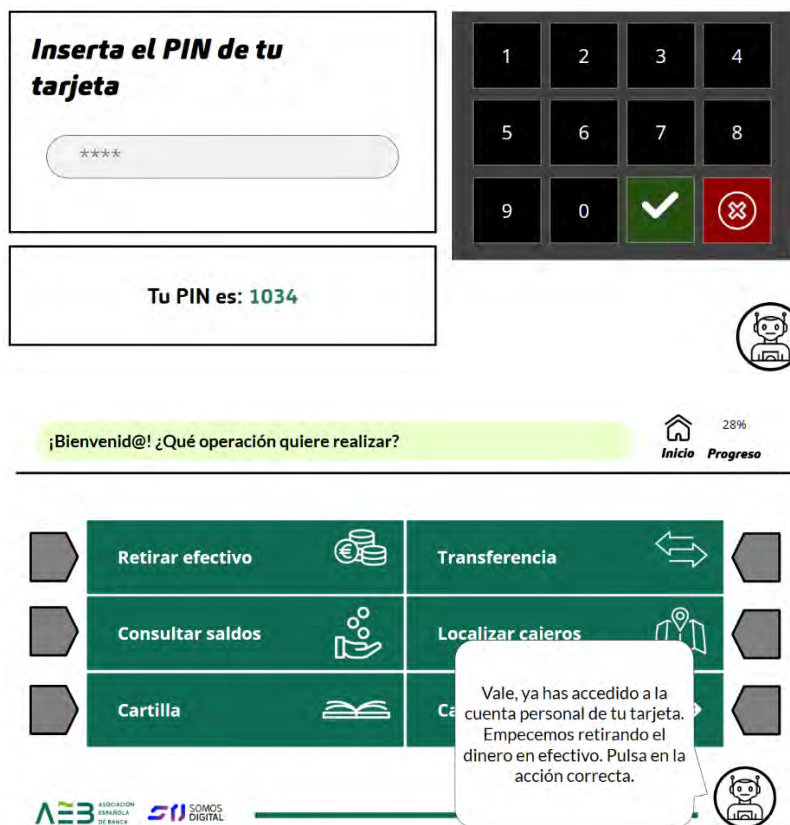 Inserta el PIN de tu
tarjeta
****
1 2 3 4
5 6 7 8
9 0
Tu PIN es: 1034
¡Bienvenid@! ¿Qué operación quiere realizar?
28%
Inicio Progreso
Retirar efectivo
Transferencia
Consultar saldos
Localizar cajeros
Cartilla
Ca
Vale, ya has accedido a la
cuenta personal de tu tarjeta.
Empecemos retirando el
dinero en efectivo. Pulsa en la
acción correcta.
AEB ASOCIACIÓN
ESPAÑOLA
DE BANCA
SOMOS
DIGITAL